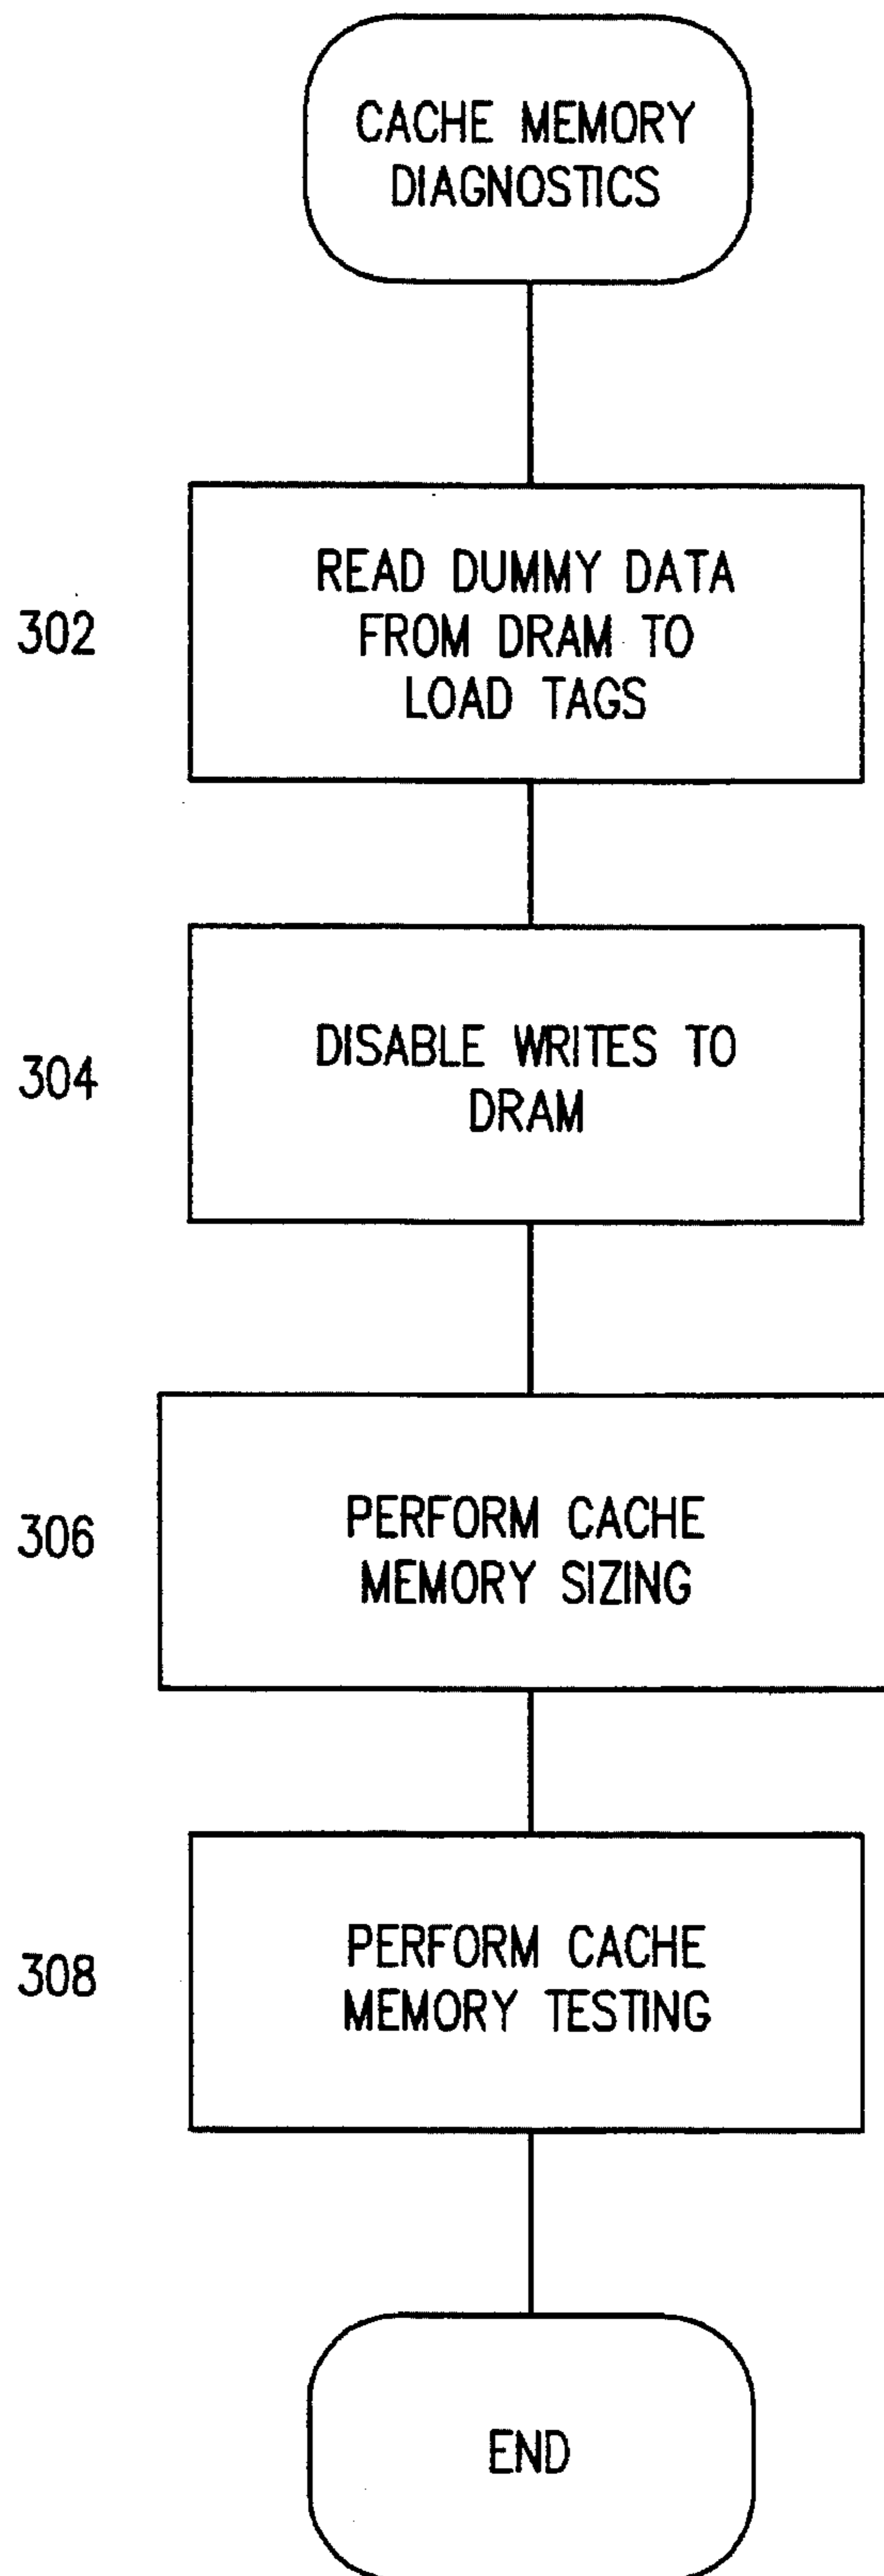 CACHE MEMORY
DIAGNOSTICS
302
READ DUMMY DATA
FROM DRAM TO
LOAD TAGS
304
DISABLE WRITES TO
DRAM
306
PERFORM CACHE
MEMORY SIZING
308
PERFORM CACHE
MEMORY TESTING
END